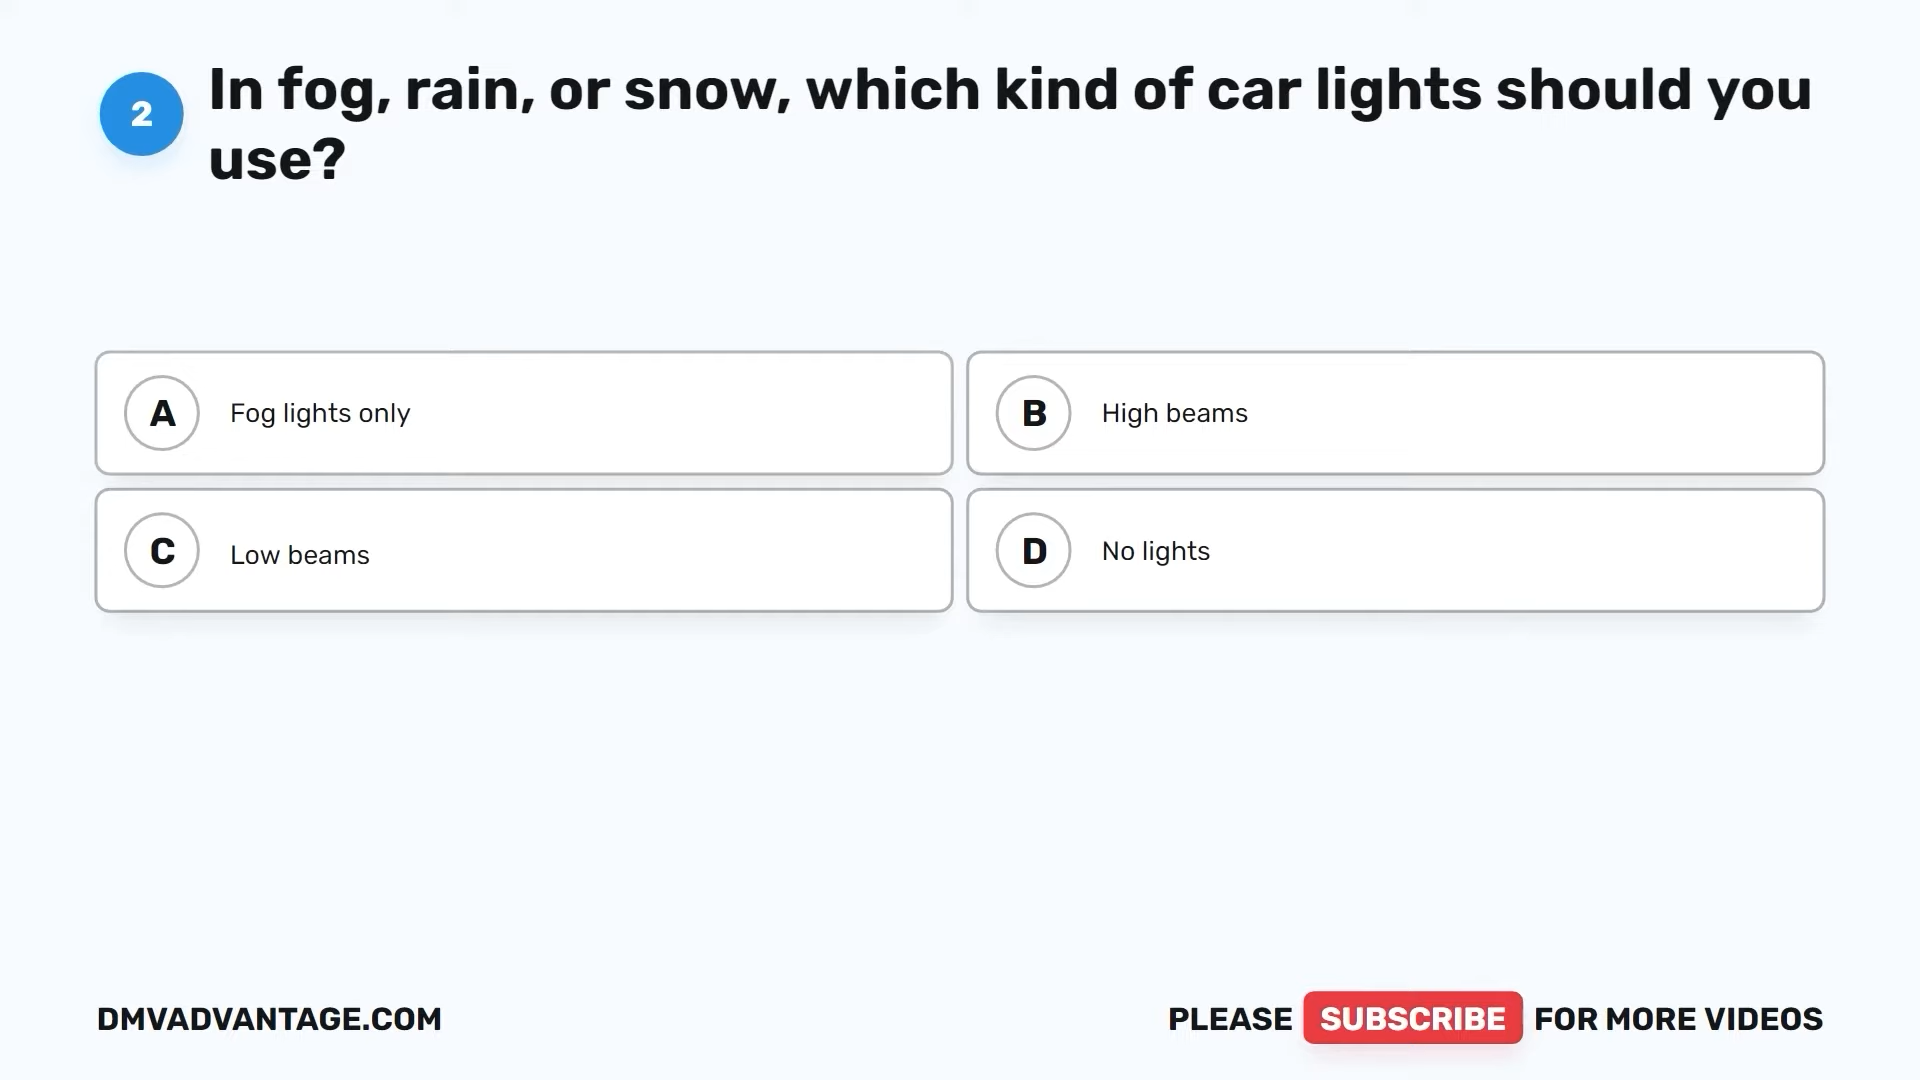 2
In fog, rain, or snow, which kind of car lights should you
use?
A Fog lights only
B High beams
C Low beams
D No lights
DMVADVANTAGE.COM
PLEASE SUBSCRIBE FOR MORE VIDEOS